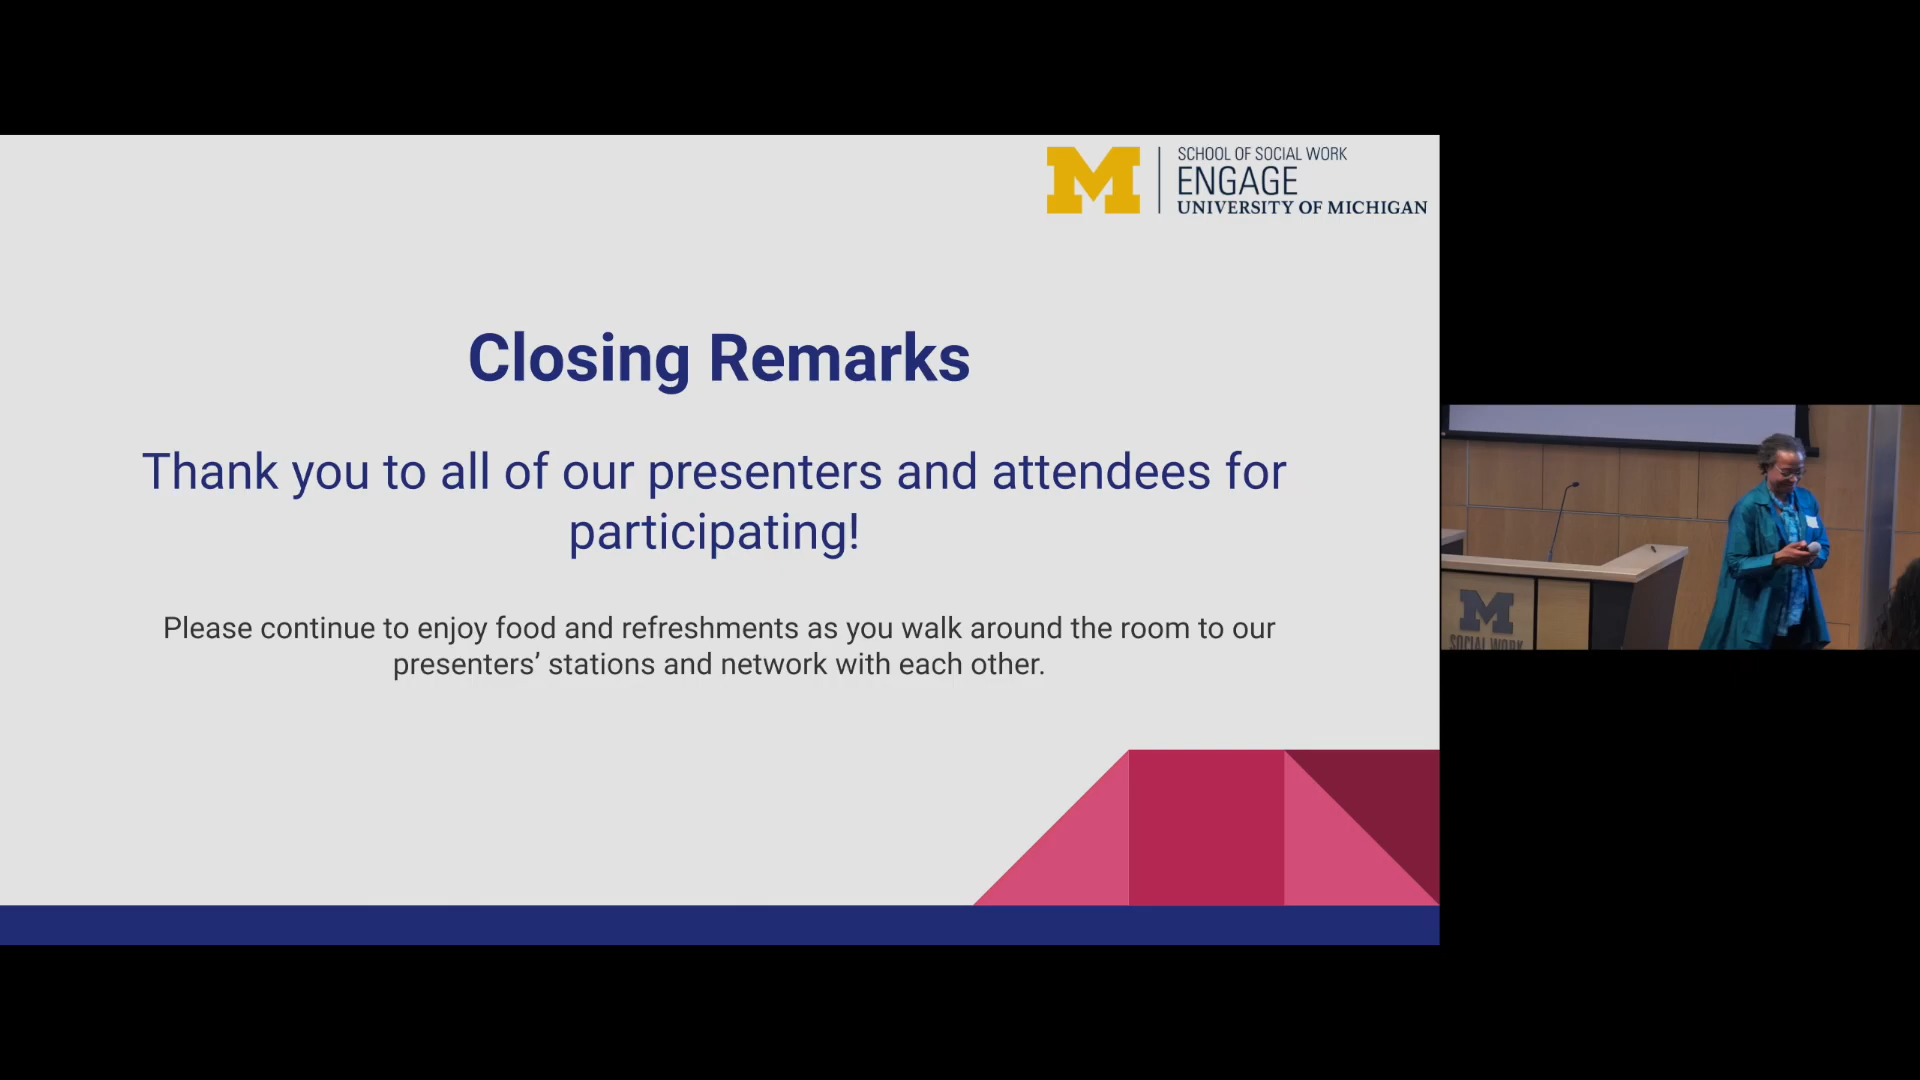 M
SCHOOL OF SOCIAL WORK
ENGAGE
UNIVERSITY OF MICHIGAN
Closing Remarks
Thank you to all of our presenters and attendees for
participating!
Please continue to enjoy food and refreshments as you walk around the room to our
presenters’ stations and network with each other.
M
SOCIAL WORK